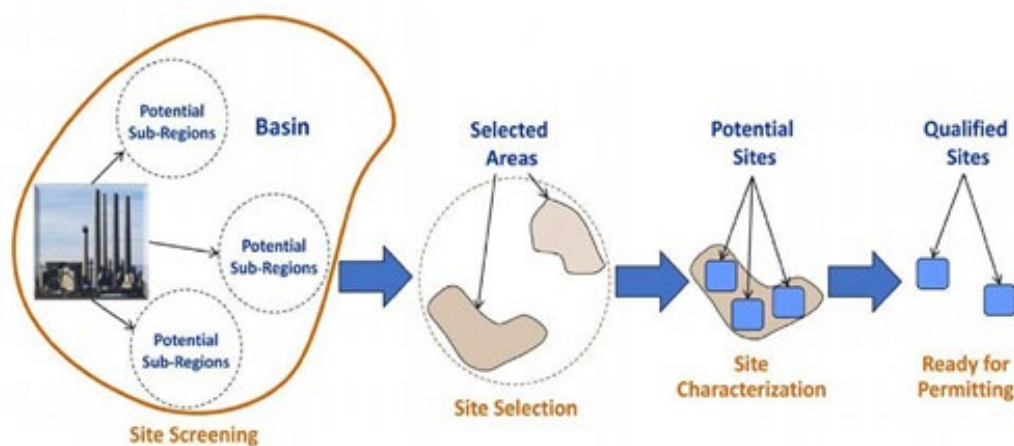 Potential
Sub-Regions
Basin
Potential
Sub-Regions
Potential
Sub-Regions
Site Screening
Selected
Areas
Site Selection
Potential
Sites
Site
Characterization
Qualified
Sites
Ready for
Permitting